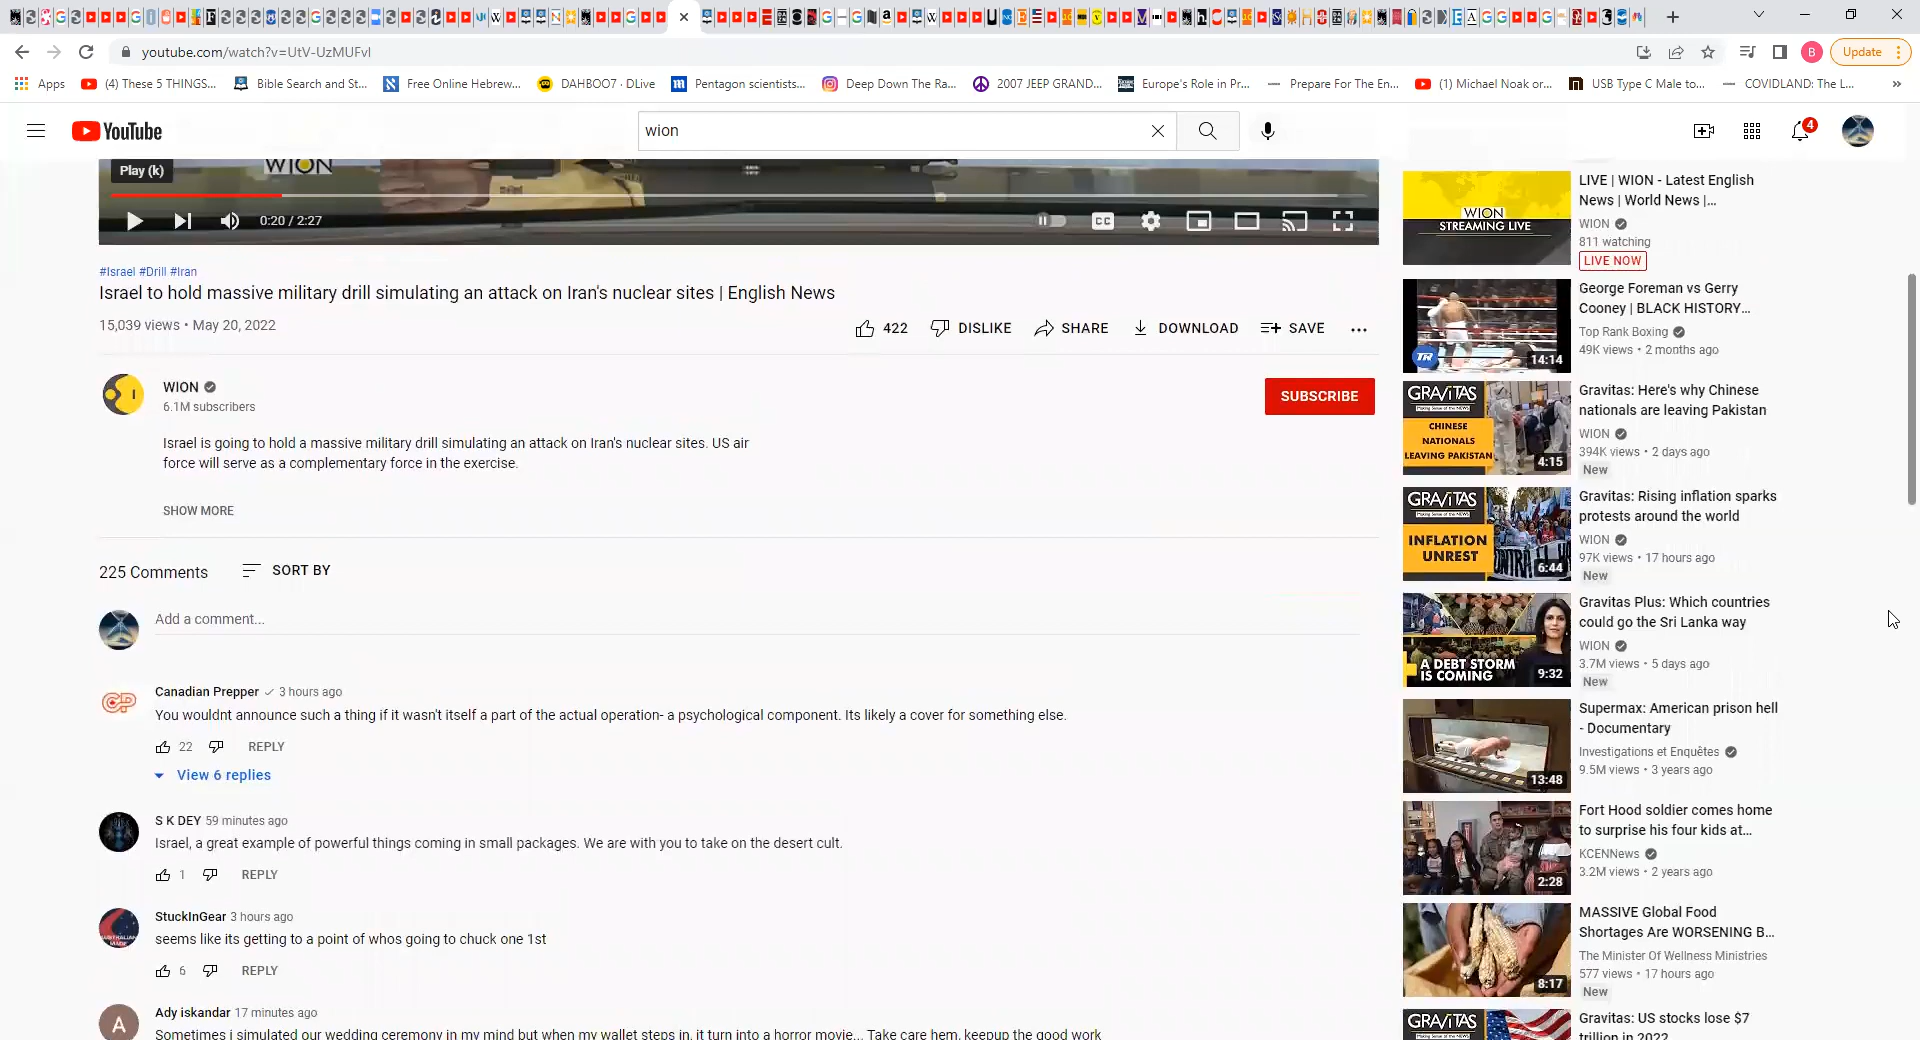 youtube.com/watch?v=UtV-UzMUFvI
Update
Apps
(4) These 5 THINGS...
Bible Search and St...
Free Online Hebrew...
DAHBOO7 · DLive
Pentagon scientists...
Deep Down The Ra...
2007 JEEP GRAND...
Europe's Role in Pr...
Prepare For The En...
(1) Michael Noak or...
USB Type C Male to...
COVIDLAND: The L...
»
YouTube
wion
4
Play (k)
WION
0:20 / 2:27
CC
#Israel #Drill #Iran
Israel to hold massive military drill simulating an attack on Iran's nuclear sites | English News
15,039 views • May 20, 2022
422
DISLIKE
SHARE
DOWNLOAD
SAVE
...
WION
6.1M subscribers
SUBSCRIBE
Israel is going to hold a massive military drill simulating an attack on Iran's nuclear sites. US air
force will serve as a complementary force in the exercise.
SHOW MORE
225 Comments
SORT BY
Add a comment...
Canadian Prepper 3 hours ago
You wouldnt announce such a thing if it wasn't itself a part of the actual operation- a psychological component. Its likely a cover for something else.
22
REPLY
View 6 replies
S K DEY 59 minutes ago
Israel, a great example of powerful things coming in small packages. We are with you to take on the desert cult.
1
REPLY
StuckInGear 3 hours ago
seems like its getting to a point of whos going to chuck one 1st
6
REPLY
A
Ady iskandar 17 minutes ago
Sometimes i simulated our wedding ceremony in my mind but when my wallet steps in, it turn into a horror movie... Take care hem, keepup the good work
WION
STREAMING LIVE
LIVE | WION - Latest English
News | World News |...
WION
811 watching
LIVE NOW
TR
14:14
George Foreman vs Gerry
Cooney | BLACK HISTORY...
Top Rank Boxing
49K views • 2 months ago
GRAVITAS
CHINESE
NATIONALS
LEAVING PAKISTAN
4:15
Gravitas: Here's why Chinese
nationals are leaving Pakistan
WION
394K views • 2 days ago
New
GRAVITAS
INFLATION
UNREST
6:44
Gravitas: Rising inflation sparks
protests around the world
WION
97K views • 17 hours ago
New
A DEBT STORM
IS COMING
9:32
Gravitas Plus: Which countries
could go the Sri Lanka way
WION
3.7M views • 5 days ago
New
13:48
Supermax: American prison hell
- Documentary
Investigations et Enquêtes
9.5M views • 3 years ago
2:28
Fort Hood soldier comes home
to surprise his four kids at...
KCENNews
3.2M views • 2 years ago
8:17
MASSIVE Global Food
Shortages Are WORSENING B...
The Minister Of Wellness Ministries
577 views • 17 hours ago
New
GRAVITAS
Gravitas: US stocks lose $7
trillion in 2022